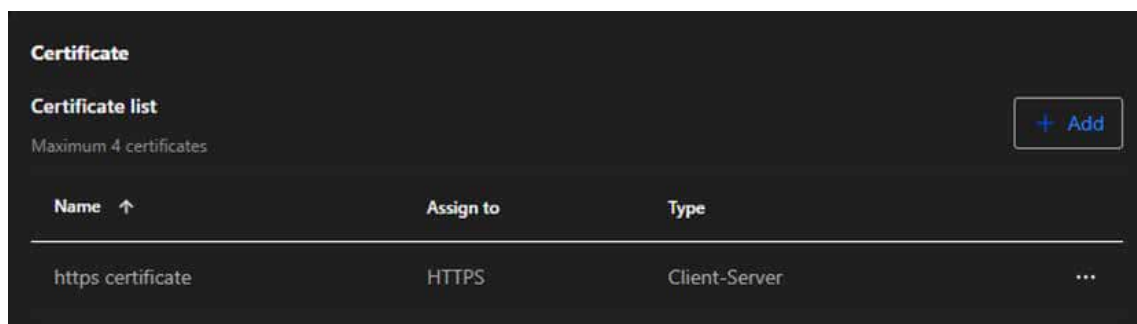 Certificate
Certificate list
+ Add
Maximum 4 certificates
Name ↑ Assign to Type
https certificate HTTPS Client-Server ...